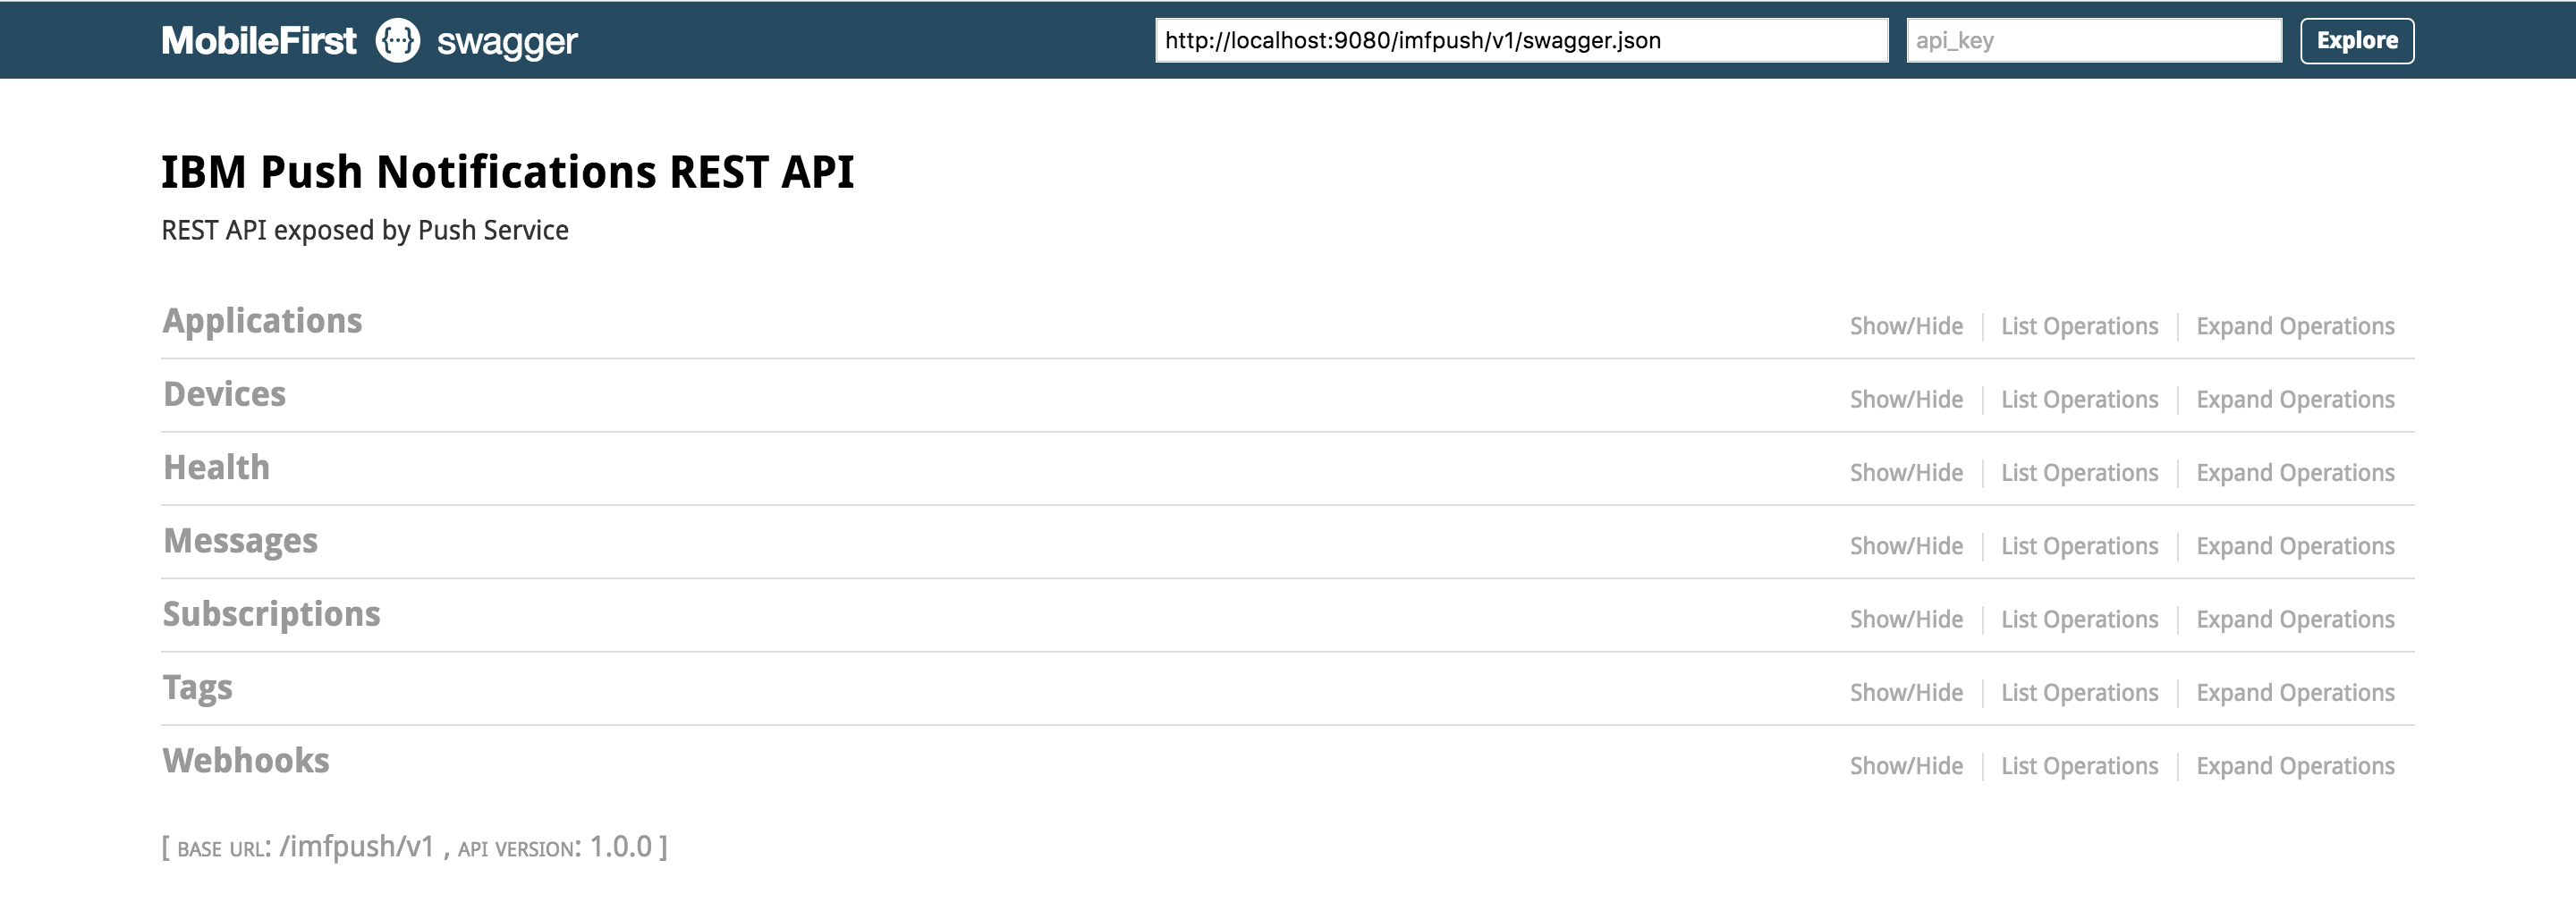 MobileFirst {···} swagger http://localhost:9080/imfpush/v1/swagger.json api_key Explore
IBM Push Notifications REST API
REST API exposed by Push Service
Applications Show/Hide List Operations Expand Operations
Devices Show/Hide List Operations Expand Operations
Health Show/Hide List Operations Expand Operations
Messages Show/Hide List Operations Expand Operations
Subscriptions Show/Hide List Operations Expand Operations
Tags Show/Hide List Operations Expand Operations
Webhooks Show/Hide List Operations Expand Operations
[ BASE URL: /imfpush/v1 , API VERSION: 1.0.0 ]